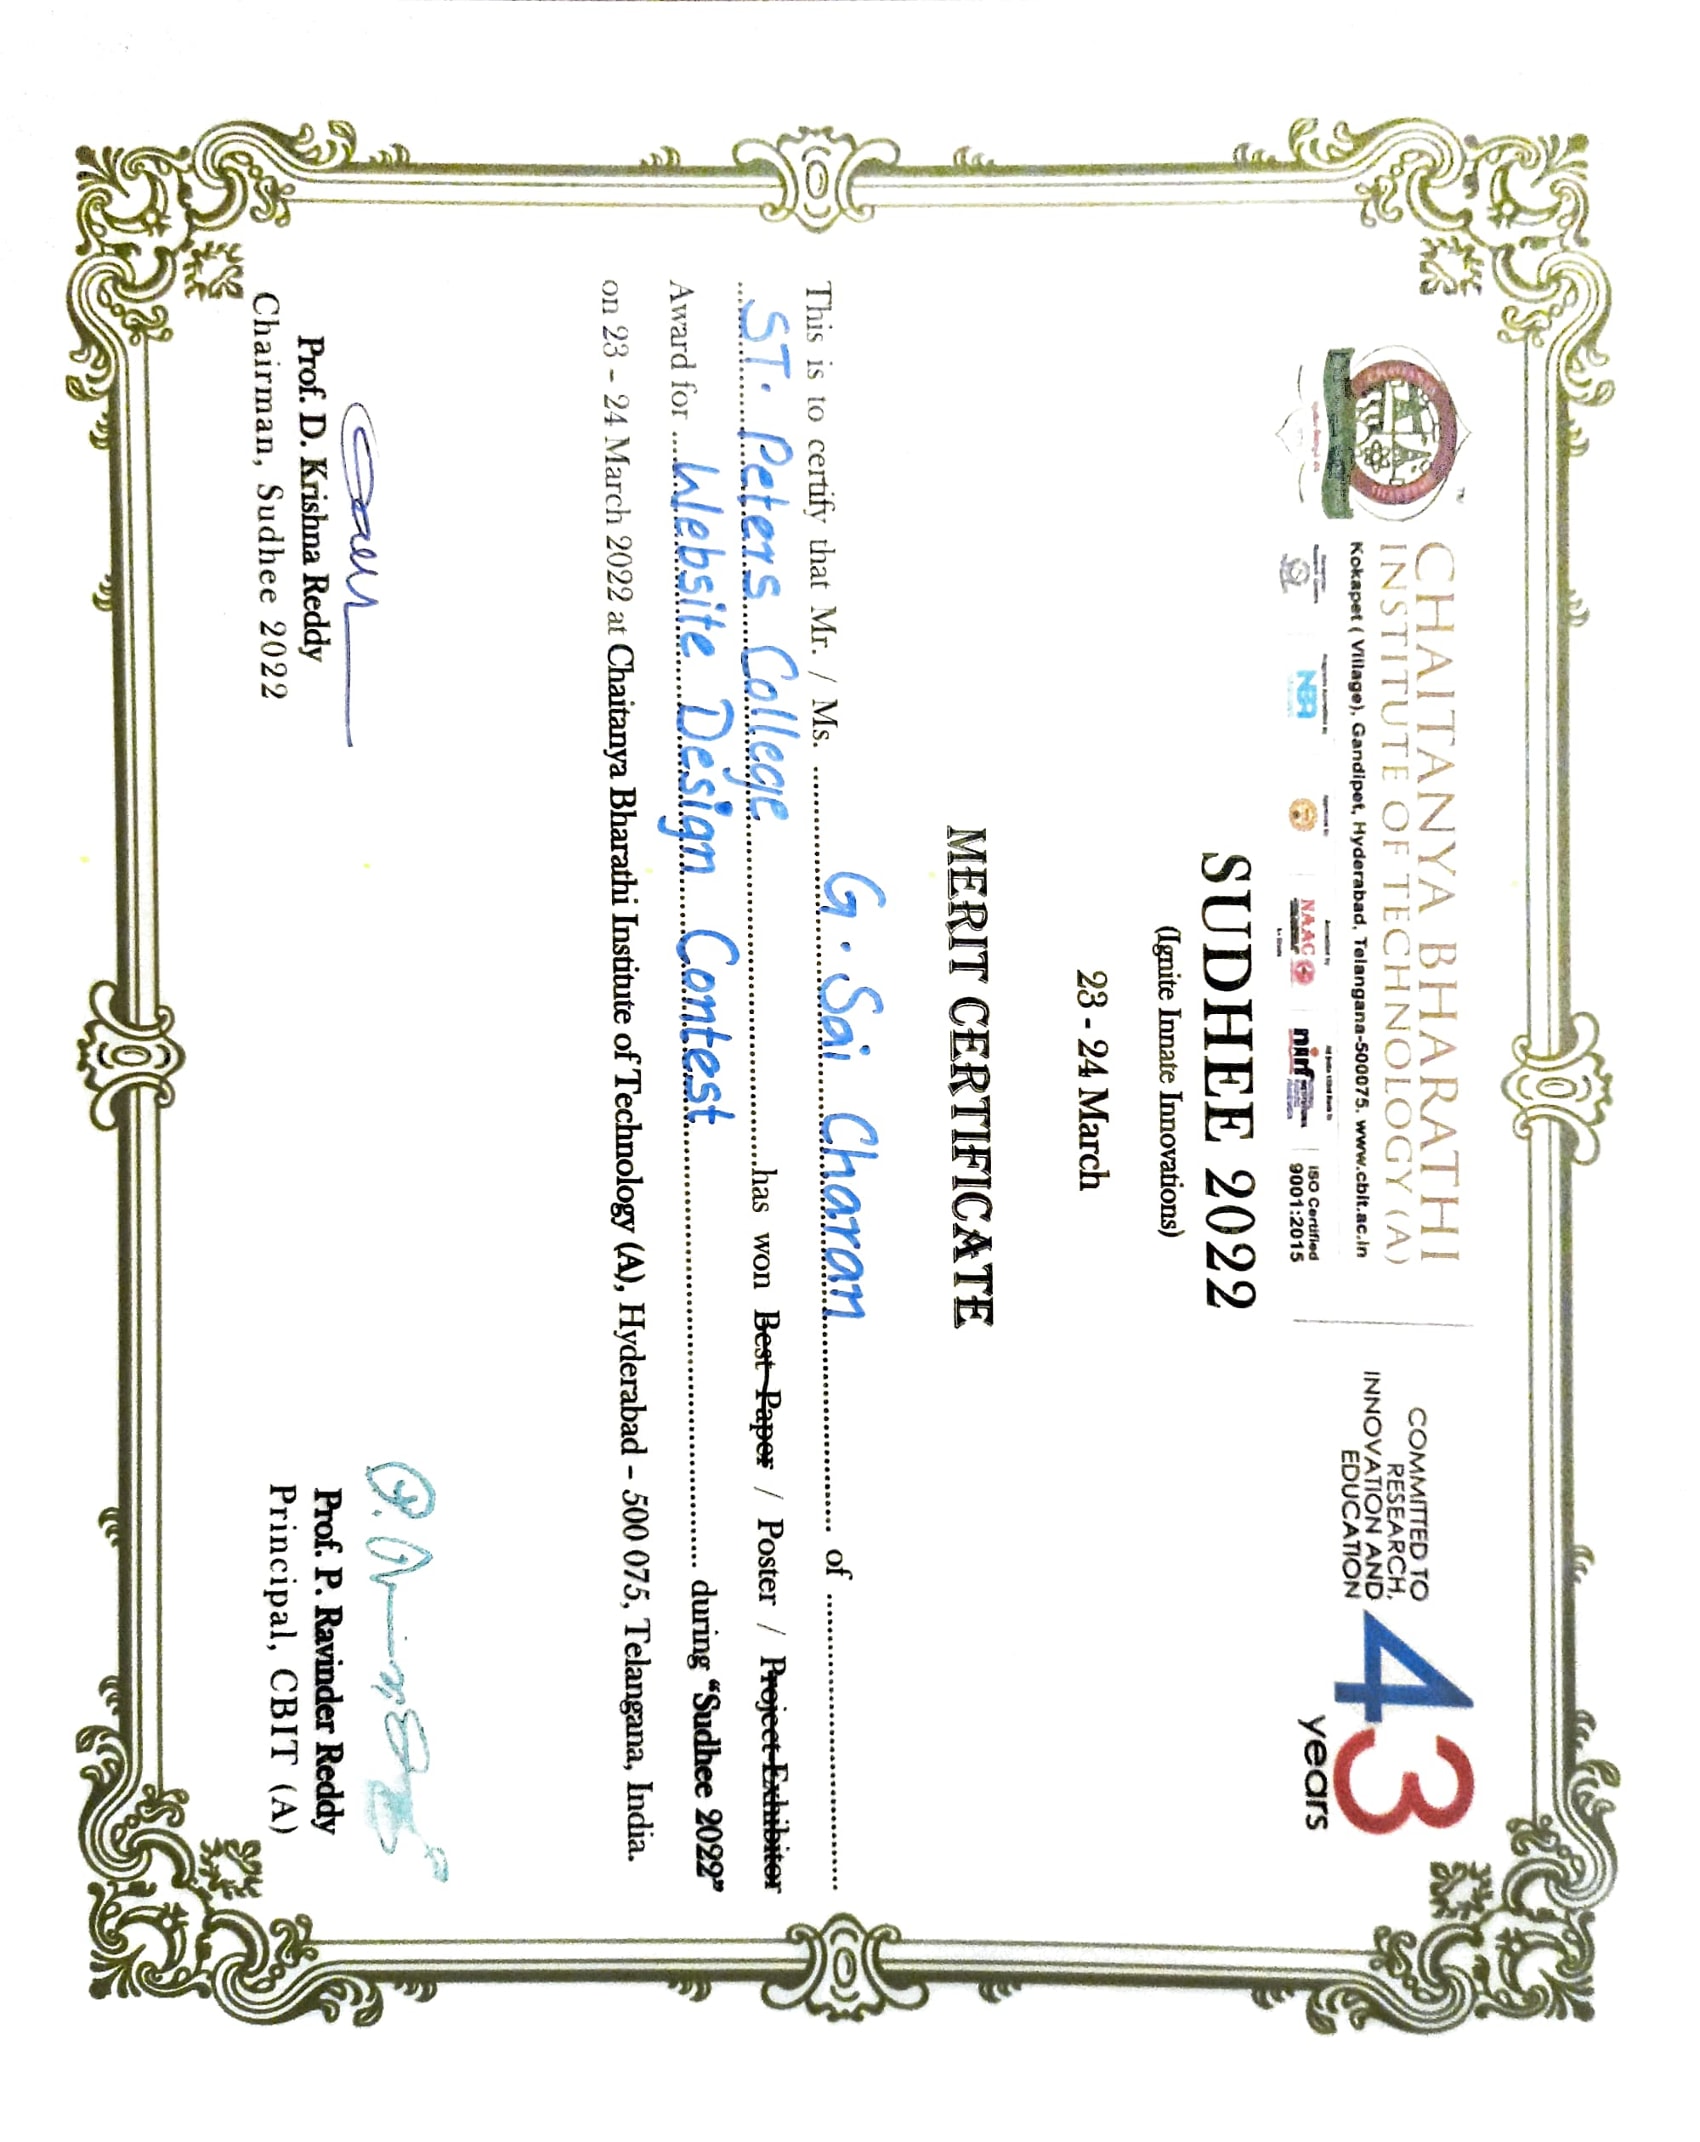 CHAITANYA BHARATHI
INSTITUTE OF TECHNOLOGY (A)
Kokapet ( Village), Gandipet, Hyderabad, Telangana-500075. www.cbit.ac.in
COMMITTED TO
RESEARCH,
INNOVATION AND
EDUCATION
43
years
TM
NBA
NAAC
nirf
ISO Certified
9001:2015
SUDHEE 2022
(Ignite Innate Innovations)
23 - 24 March
MERIT CERTIFICATE
This is to certify that Mr. / Ms. G. Sai Charan of
ST. Peters College has won Best Paper / Poster / Project Exhibitor
Award for Website Design Contest during “Sudhee 2022”
on 23 - 24 March 2022 at Chaitanya Bharathi Institute of Technology (A), Hyderabad - 500 075, Telangana, India.
Prof. D. Krishna Reddy
Chairman, Sudhee 2022
Prof. P. Ravinder Reddy
Principal, CBIT (A)